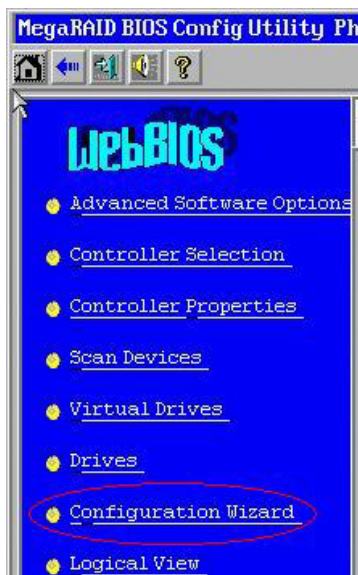 MegaRAID BIOS Config Utility Ph
WebBIOS
Advanced Software Options
Controller Selection
Controller Properties
Scan Devices
Virtual Drives
Drives
Configuration Wizard
Logical View